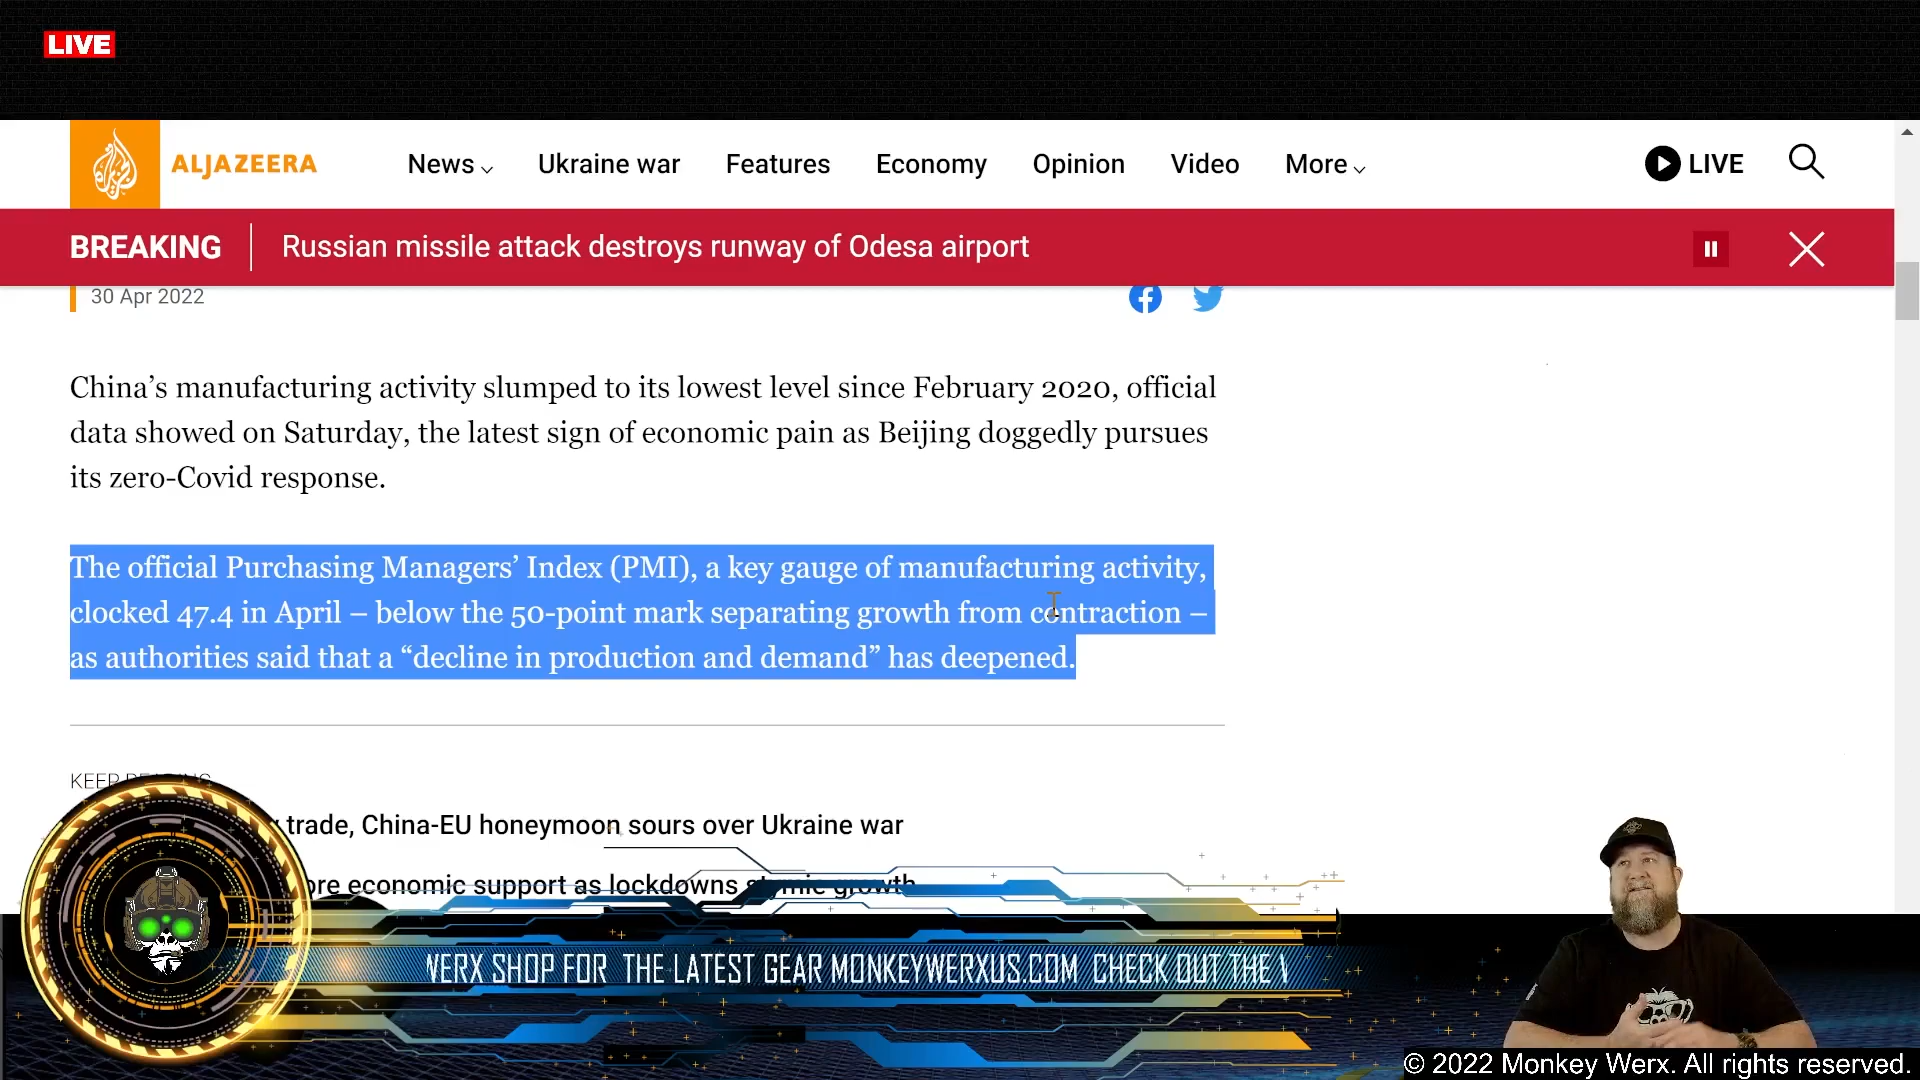 LIVE
ALJAZEERA
News
Ukraine war
Features
Economy
Opinion
Video
More
LIVE
BREAKING
Russian missile attack destroys runway of Odesa airport
30 Apr 2022
China’s manufacturing activity slumped to its lowest level since February 2020, official
data showed on Saturday, the latest sign of economic pain as Beijing doggedly pursues
its zero-Covid response.
The official Purchasing Managers’ Index (PMI), a key gauge of manufacturing activity,
clocked 47.4 in April – below the 50-point mark separating growth from contraction –
as authorities said that a “decline in production and demand” has deepened.
KEEP READING
trade, China-EU honeymoon sours over Ukraine war
economic support as lockdowns stymie growth
WERX SHOP FOR THE LATEST GEAR MONKEYWERXUS.COM CHECK OUT THE
© 2022 Monkey Werx. All rights reserved.